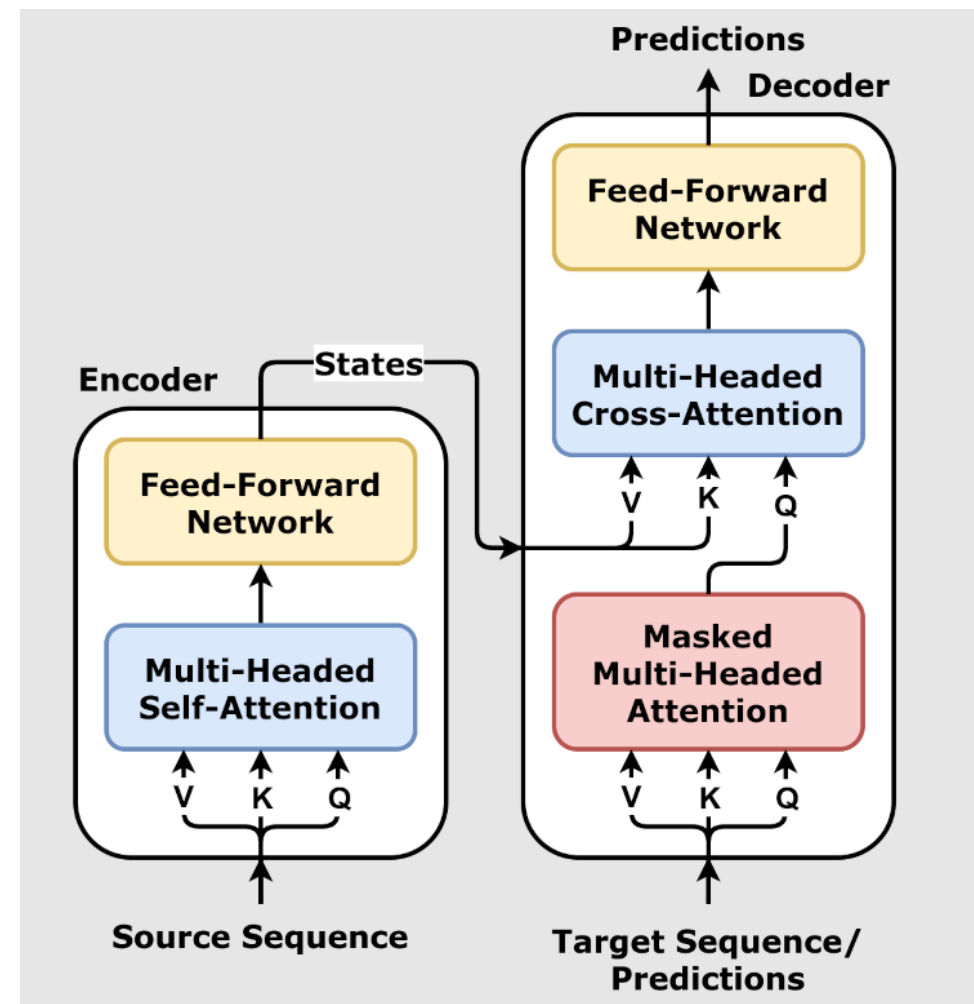 Predictions
Decoder
Feed-Forward
Network
Multi-Headed
Cross-Attention
V K Q
Masked
Multi-Headed
Attention
V K Q
Target Sequence/
Predictions
States
Encoder
Feed-Forward
Network
Multi-Headed
Self-Attention
V K Q
Source Sequence